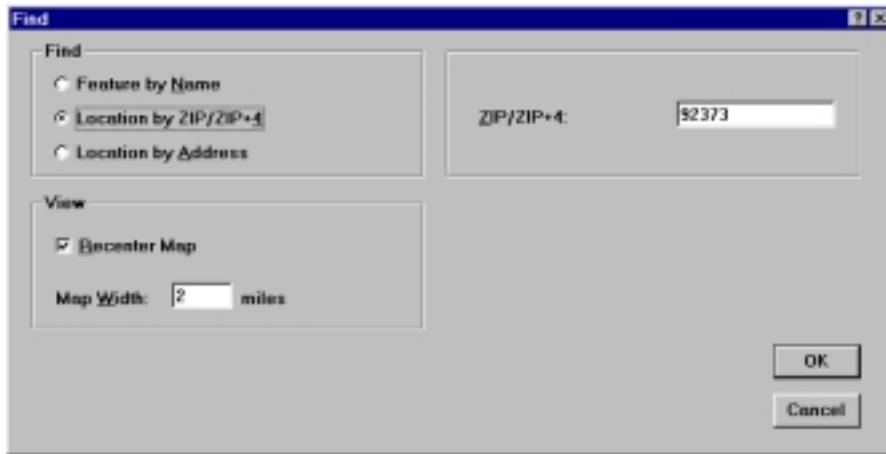 Find
Find
Feature by Name
Location by ZIP/ZIP+4
Location by Address
ZIP/ZIP+4:
92373
View
Recenter Map
Map Width:
2
miles
OK
Cancel